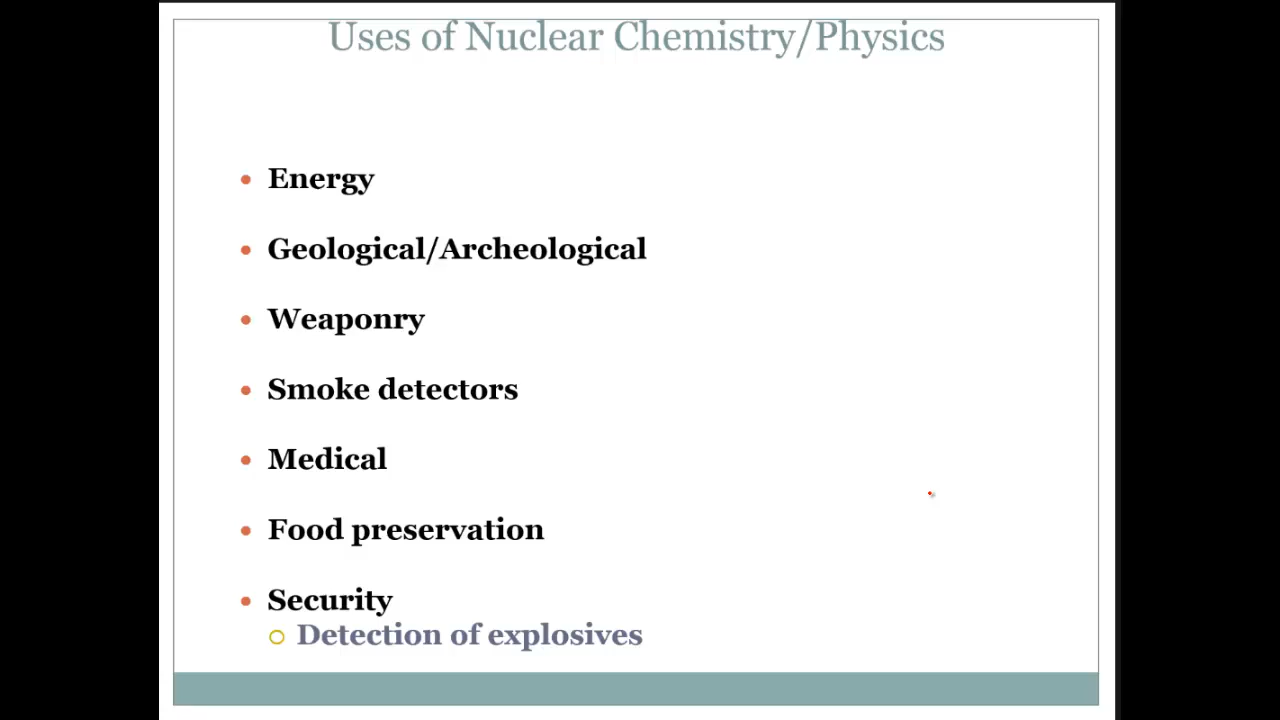 Uses of Nuclear Chemistry/Physics
Energy
Geological/Archeological
Weaponry
Smoke detectors
Medical
Food preservation
Security
Detection of explosives